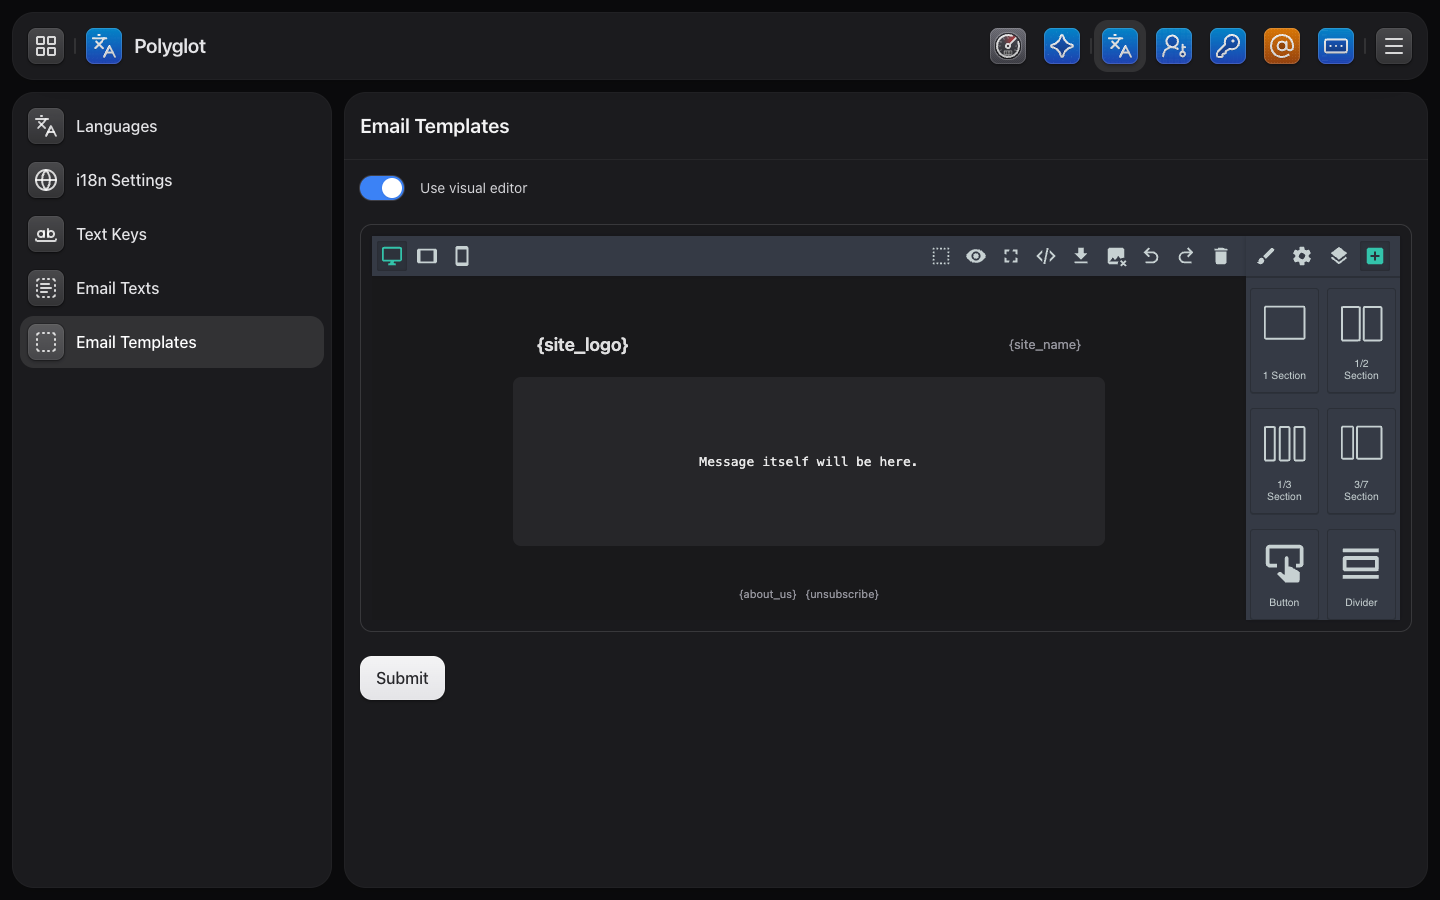 Polyglot
Languages
i18n Settings
Text Keys
Email Texts
Email Templates
Email Templates
Use visual editor
{site_logo}
{site_name}
Message itself will be here.
{about_us} {unsubscribe}
1 Section
1/2
Section
1/3
Section
3/7
Section
Button
Divider
Submit